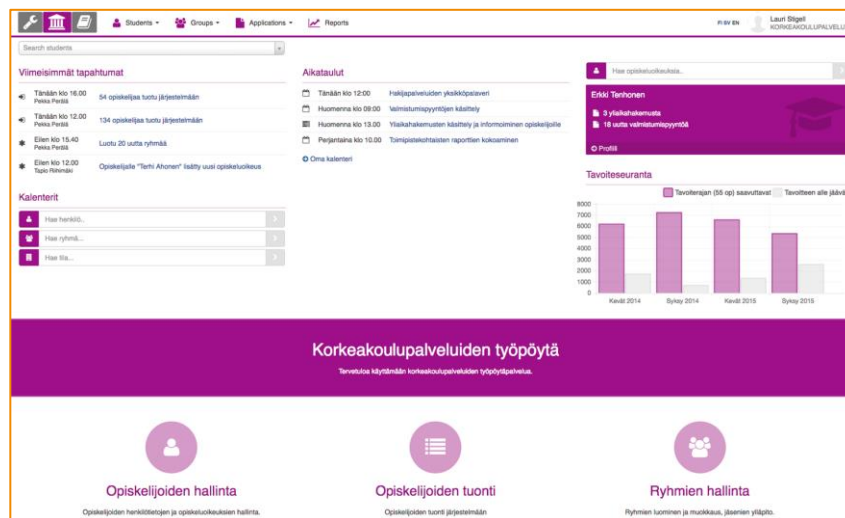 Students
Groups
Applications
Reports
FI SV EN
Lauri Stigell
KORKEAKOULUPALVELU
Search students
Viimeisimmät tapahtumat
Tänään klo 16.00
Pekka Perälä
54 opiskelijaa tuotu järjestelmään
Tänään klo 12.00
Pekka Perälä
134 opiskelijaa tuotu järjestelmään
Eilen klo 15.40
Pekka Perälä
Luotu 20 uutta ryhmää
Eilen klo 12.00
Tapio Riihimäki
Opiskelijalle "Terhi Ahonen" lisätty uusi opiskeluoikeus
Kalenterit
Hae henkilö..
Hae ryhmä...
Hae tila...
Aikataulut
Tänään klo 12:00 Hakijapalveluiden yksikköpalaveri
Huomenna klo 09:00 Valmistumispyyntöjen käsittely
Huomenna klo 13.00 Yliaikahakemusten käsittely ja informoiminen opiskelijoille
Perjantaina klo 10.00 Toimipistekohtaisten raporttien kokoaminen
Oma kalenteri
Hae opiskeluoikeuksia..
Erkki Tenhonen
3 yliaikahakemusta
18 uutta valmistumispyyntöä
Profiili
Tavoiteseuranta
Tavoiterajan (55 op) saavuttavat
Tavoitteen alle jäävä
8000
7000
6000
5000
4000
3000
2000
1000
0
Kevät 2014
Syksy 2014
Kevät 2015
Syksy 2015
Korkeakoulupalveluiden työpöytä
Tervetuloa käyttämään korkeakoulupalveluiden työpöytäpalvelua.
Opiskelijoiden hallinta
Opiskelijoiden henkilötietojen ja opiskeluoikeuksien hallinta.
Opiskelijoiden tuonti
Opiskelijoiden tuonti järjestelmään
Ryhmien hallinta
Ryhmien luominen ja muokkaus, jäsenien ylläpito.